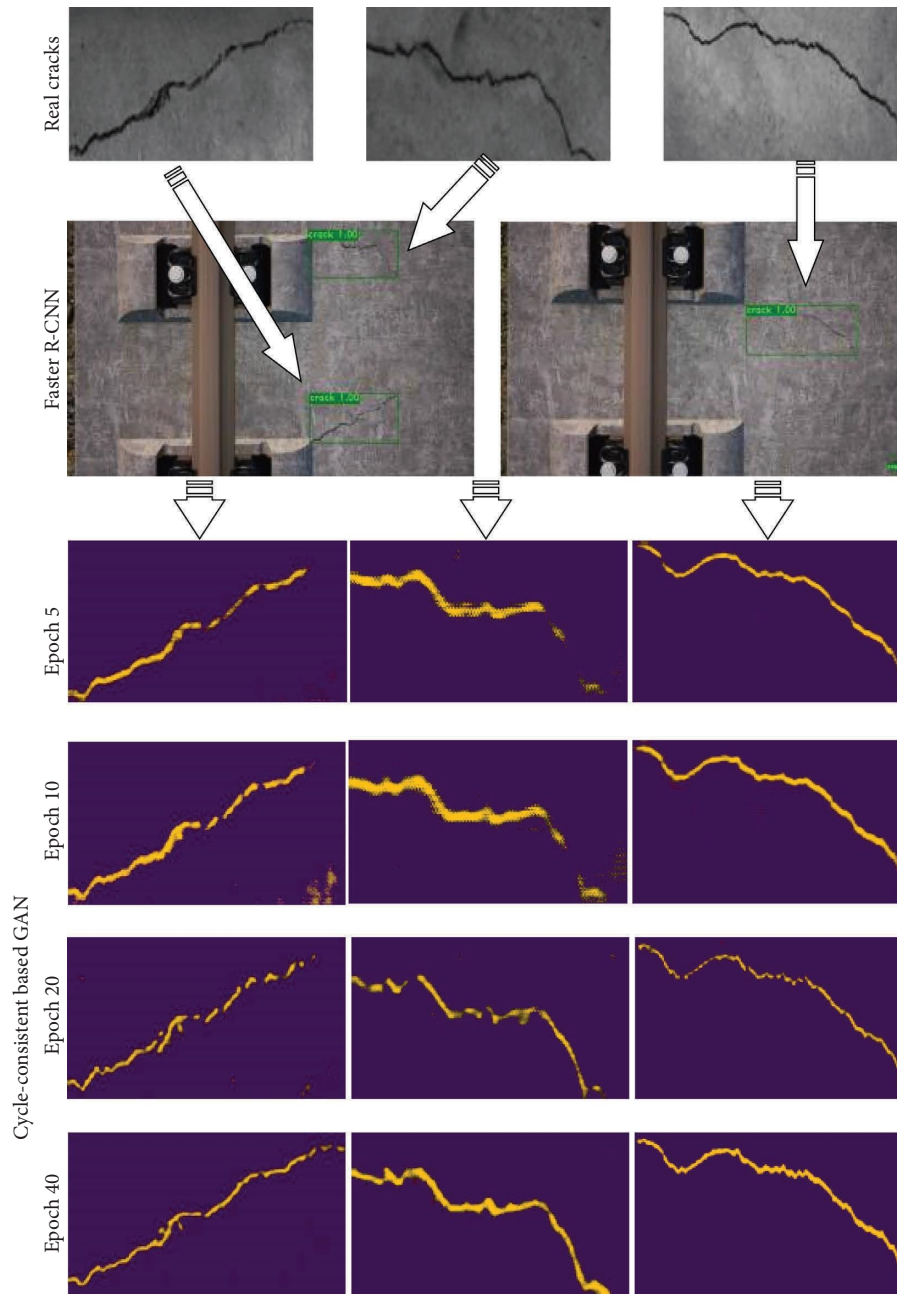 Real cracks
Faster R-CNN
crack 1.00
crack 1.00
crack 1.00
Cycle-consistent based GAN
Epoch 5
Epoch 10
Epoch 20
Epoch 40